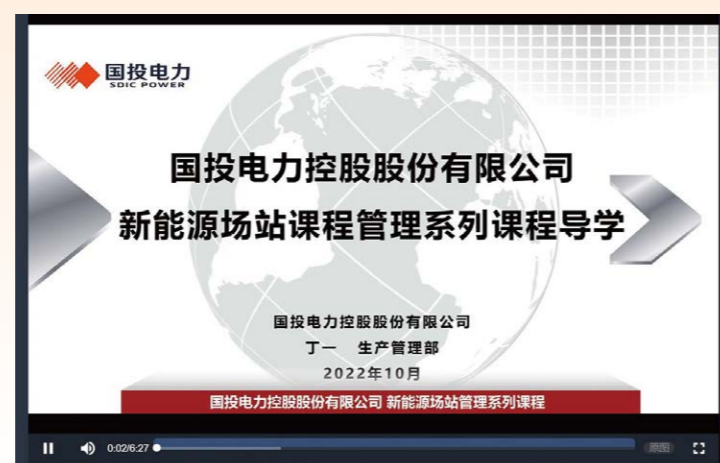 国投电力
SDIC POWER
国投电力控股股份有限公司
新能源场站课程管理系列课程导学
国投电力控股股份有限公司
丁一 生产管理部
2022年10月
国投电力控股股份有限公司 新能源场站管理系列课程
0:02/6:27
原图